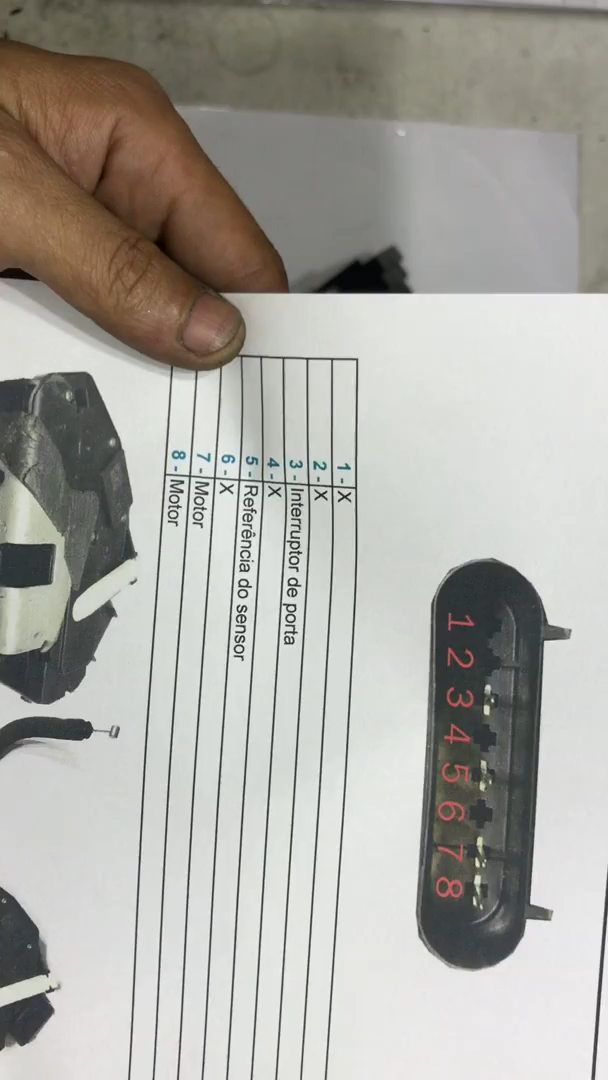 1 2 3 4 5 6 7 8
1 - X
2 - X
3 - Interruptor de porta
4 - X
5 - Referência do sensor
6 - X
7 - Motor
8 - Motor